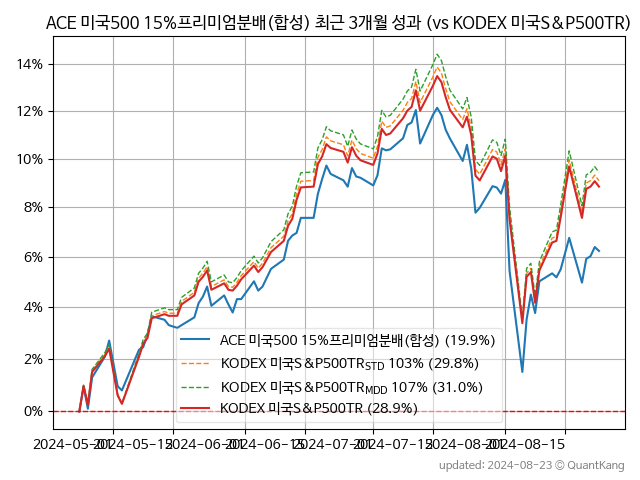 ACE 미국500 15%프리미엄분배(합성) 최근 3개월 성과 (vs KODEX 미국S&P500TR)
14%
12%
10%
8%
6%
4%
2%
0%
ACE 미국500 15%프리미엄분배(합성) (19.9%)
KODEX 미국S&P500TR_STD 103% (29.8%)
KODEX 미국S&P500TR_MDD 107% (31.0%)
KODEX 미국S&P500TR (28.9%)
2024-05-01 2024-05-15 2024-06-01 2024-06-15 2024-07-01 2024-07-15 2024-08-01 2024-08-15
updated: 2024-08-23 © QuantKang